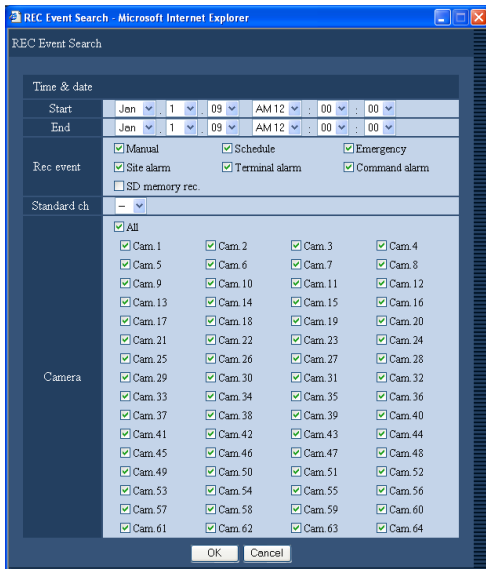 REC Event Search - Microsoft Internet Explorer
REC Event Search
Time & date
Start Jan . 1 . 09 AM 12 : 00 : 00
End Jan . 1 . 09 AM 12 : 00 : 00
Rec event
Manual Schedule Emergency
Site alarm Terminal alarm Command alarm
SD memory rec.
Standard ch --
Camera
All
Cam. 1 Cam. 2 Cam. 3 Cam. 4
Cam. 5 Cam. 6 Cam. 7 Cam. 8
Cam. 9 Cam. 10 Cam. 11 Cam. 12
Cam. 13 Cam. 14 Cam. 15 Cam. 16
Cam. 17 Cam. 18 Cam. 19 Cam. 20
Cam. 21 Cam. 22 Cam. 23 Cam. 24
Cam. 25 Cam. 26 Cam. 27 Cam. 28
Cam. 29 Cam. 30 Cam. 31 Cam. 32
Cam. 33 Cam. 34 Cam. 35 Cam. 36
Cam. 37 Cam. 38 Cam. 39 Cam. 40
Cam. 41 Cam. 42 Cam. 43 Cam. 44
Cam. 45 Cam. 46 Cam. 47 Cam. 48
Cam. 49 Cam. 50 Cam. 51 Cam. 52
Cam. 53 Cam. 54 Cam. 55 Cam. 56
Cam. 57 Cam. 58 Cam. 59 Cam. 60
Cam. 61 Cam. 62 Cam. 63 Cam. 64
OK Cancel